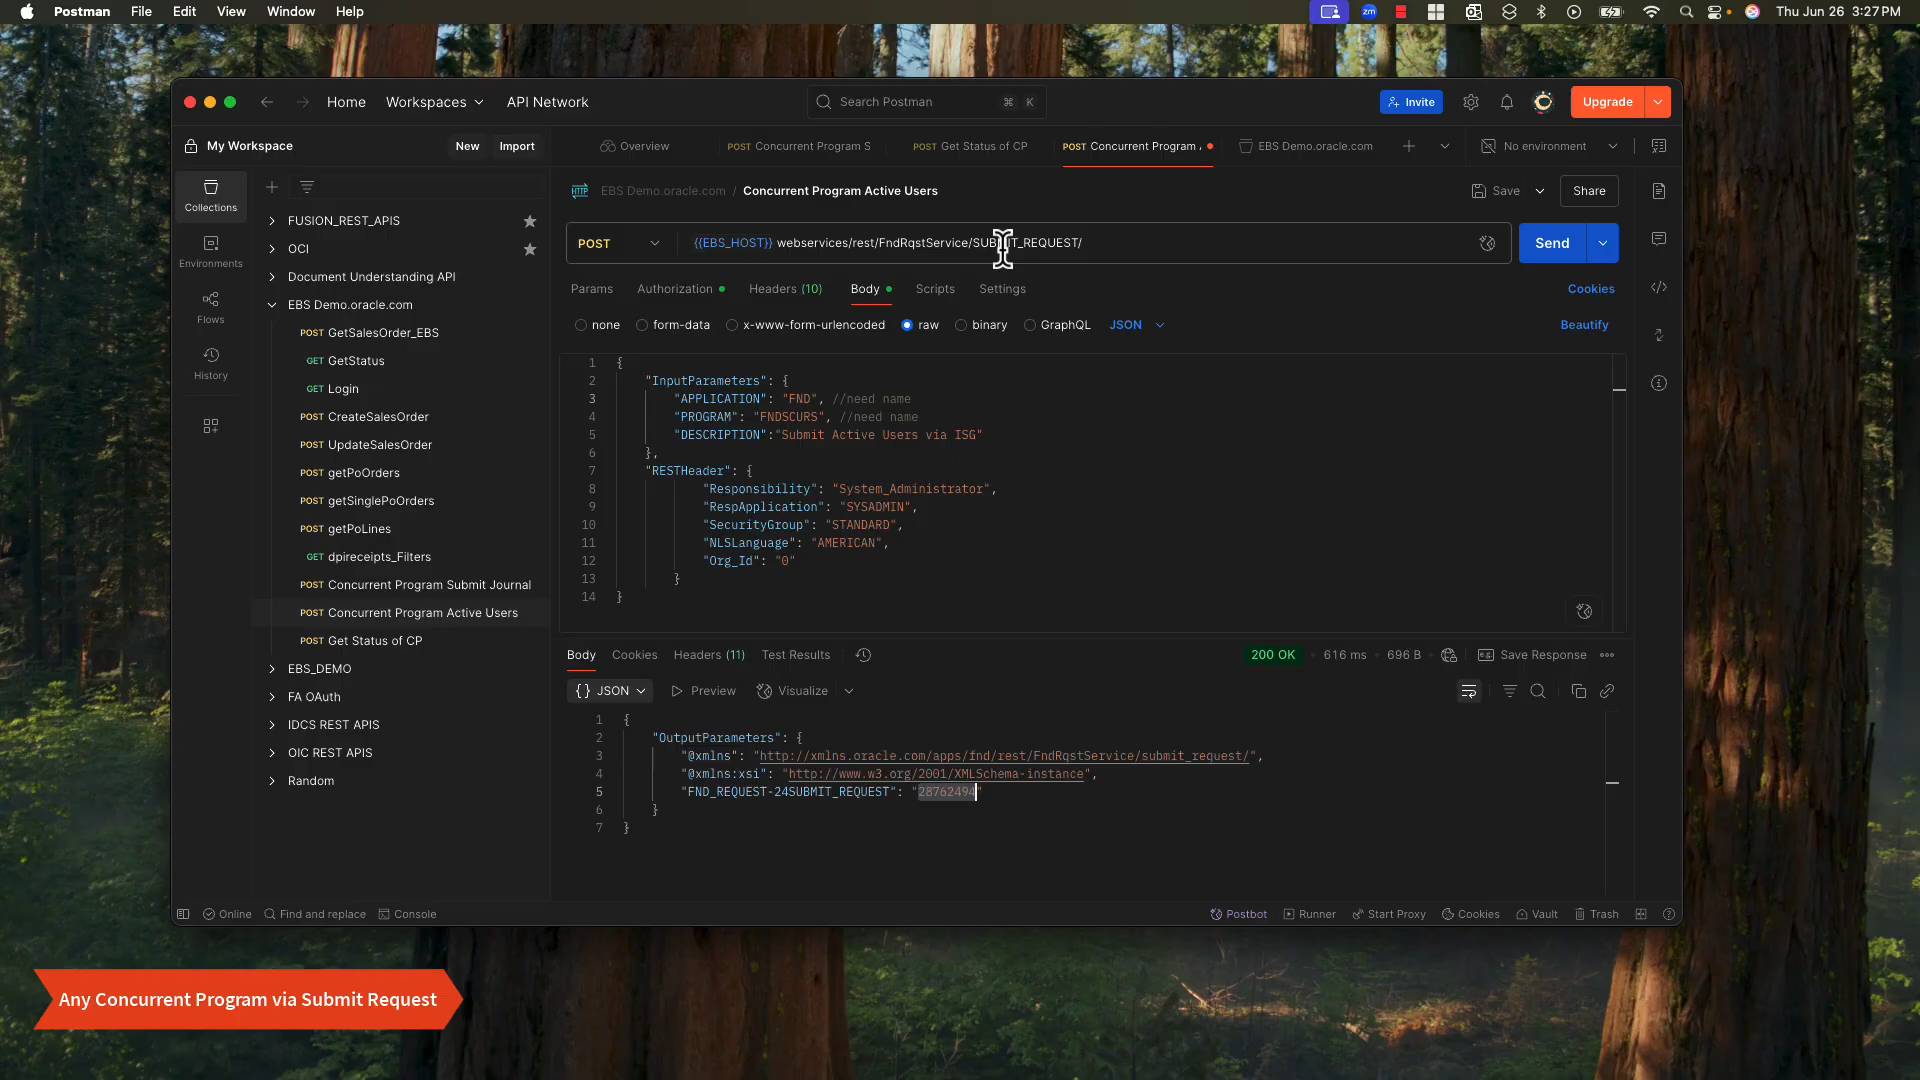 Postman File Edit View Window Help
zm
Thu Jun 26 3:27 PM
Home Workspaces API Network
Search Postman ⌘ K
Invite
Upgrade
My Workspace
New Import
Overview
POST Concurrent Program S
POST Get Status of CP
POST Concurrent Program
EBS Demo.oracle.com
No environment
Collections
Environments
Flows
History
FUSION_REST_APIS
OCI
Document Understanding API
EBS Demo.oracle.com
POST GetSalesOrder_EBS
GET GetStatus
GET Login
POST CreateSalesOrder
POST UpdateSalesOrder
POST getPoOrders
POST getSinglePoOrders
POST getPoLines
GET dpireceipts_Filters
POST Concurrent Program Submit Journal
POST Concurrent Program Active Users
POST Get Status of CP
EBS_DEMO
FA OAuth
IDCS REST APIS
OIC REST APIS
Random
HTTP EBS Demo.oracle.com / Concurrent Program Active Users
Save
Share
POST {{EBS_HOST}} webservices/rest/FndRqstService/SUBMIT_REQUEST/
Send
Params Authorization Headers (10) Body Scripts Settings
Cookies
none form-data x-www-form-urlencoded raw binary GraphQL JSON
Beautify
1 {
2 "InputParameters": {
3 "APPLICATION": "FND", //need name
4 "PROGRAM": "FNDSCURS", //need name
5 "DESCRIPTION":"Submit Active Users via ISG"
6 },
7 "RESTHeader": {
8 "Responsibility": "System_Administrator",
9 "RespApplication": "SYSADMIN",
10 "SecurityGroup": "STANDARD",
11 "NLSLanguage": "AMERICAN",
12 "Org_Id": "0"
13 }
14 }
Body Cookies Headers (11) Test Results
200 OK • 616 ms • 696 B
e.g. Save Response
{} JSON Preview Visualize
1 {
2 "OutputParameters": {
3 "@xmlns": "http://xmlns.oracle.com/apps/fnd/rest/FndRqstService/submit_request/",
4 "@xmlns:xsi": "http://www.w3.org/2001/XMLSchema-instance",
5 "FND_REQUEST-24SUBMIT_REQUEST": "28762494"
6 }
7 }
Online Find and replace Console
Postbot Runner Start Proxy Cookies Vault Trash
Any Concurrent Program via Submit Request